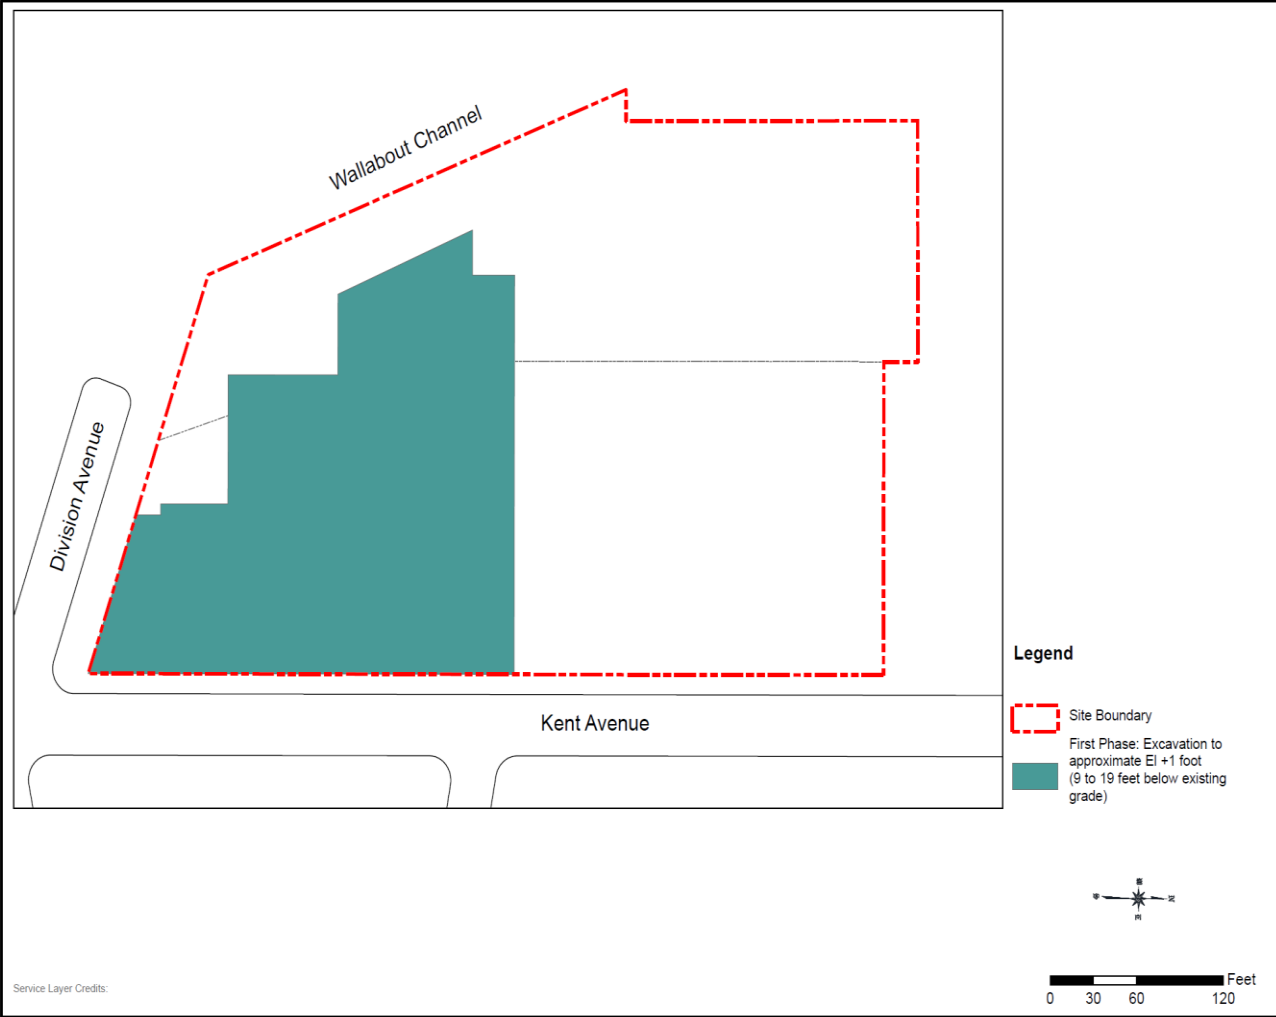 Wallabout Channel
Division Avenue
Kent Avenue
Legend
Site Boundary
First Phase: Excavation to
approximate El +1 foot
(9 to 19 feet below existing
grade)
E
N
Feet
0 30 60 120
Service Layer Credits: